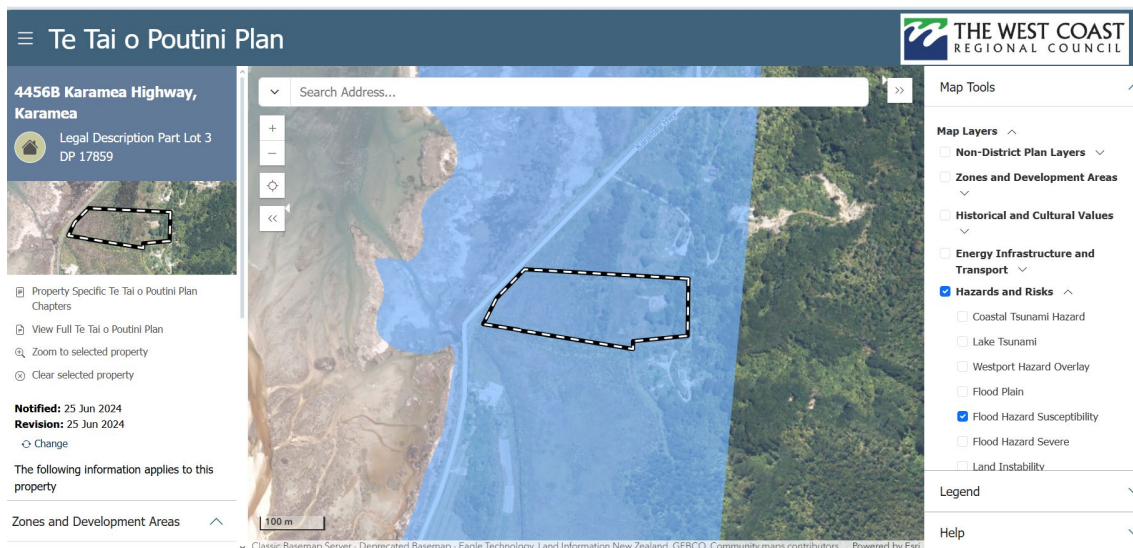 Te Tai o Poutini Plan
THE WEST COAST
REGIONAL COUNCIL
4456B Karamea Highway,
Karamea
Legal Description Part Lot 3
DP 17859
Property Specific Te Tai o Poutini Plan
Chapters
View Full Te Tai o Poutini Plan
Zoom to selected property
Clear selected property
Notified: 25 Jun 2024
Revision: 25 Jun 2024
Change
The following information applies to this
property
Zones and Development Areas
Search Address...
100 m
Classic Basemap Server - Deprecated Basemap - Eagle Technology, Land Information New Zealand, GEBCO, Community maps contributors
Powered by Esri
Map Tools
Map Layers
Non-District Plan Layers
Zones and Development Areas
Historical and Cultural Values
Energy Infrastructure and
Transport
Hazards and Risks
Coastal Tsunami Hazard
Lake Tsunami
Westport Hazard Overlay
Flood Plain
Flood Hazard Susceptibility
Flood Hazard Severe
Land Instability
Legend
Help